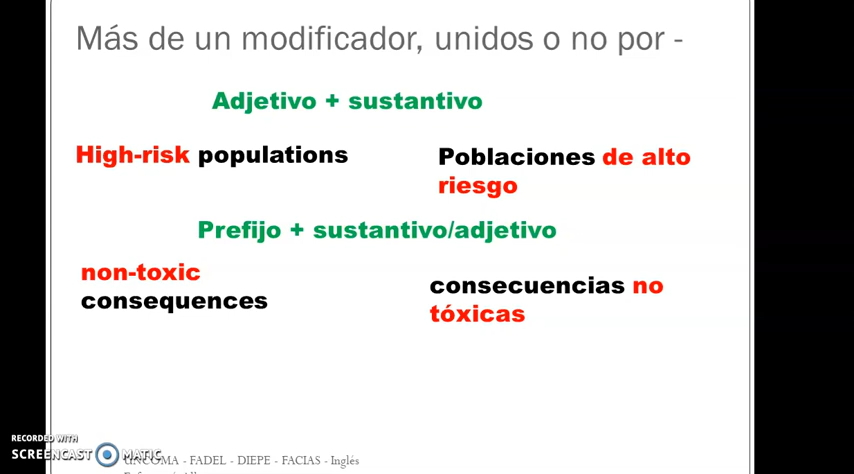 Más de un modificador, unidos o no por -
Adjetivo + sustantivo
High-risk populations
Poblaciones de alto
riesgo
Prefijo + sustantivo/adjetivo
non-toxic
consequences
consecuencias no
tóxicas
RECORDED WITH
SCREENCAST MATIC
UNCOMA - FADEL - DIEPE - FACIAS - Inglés